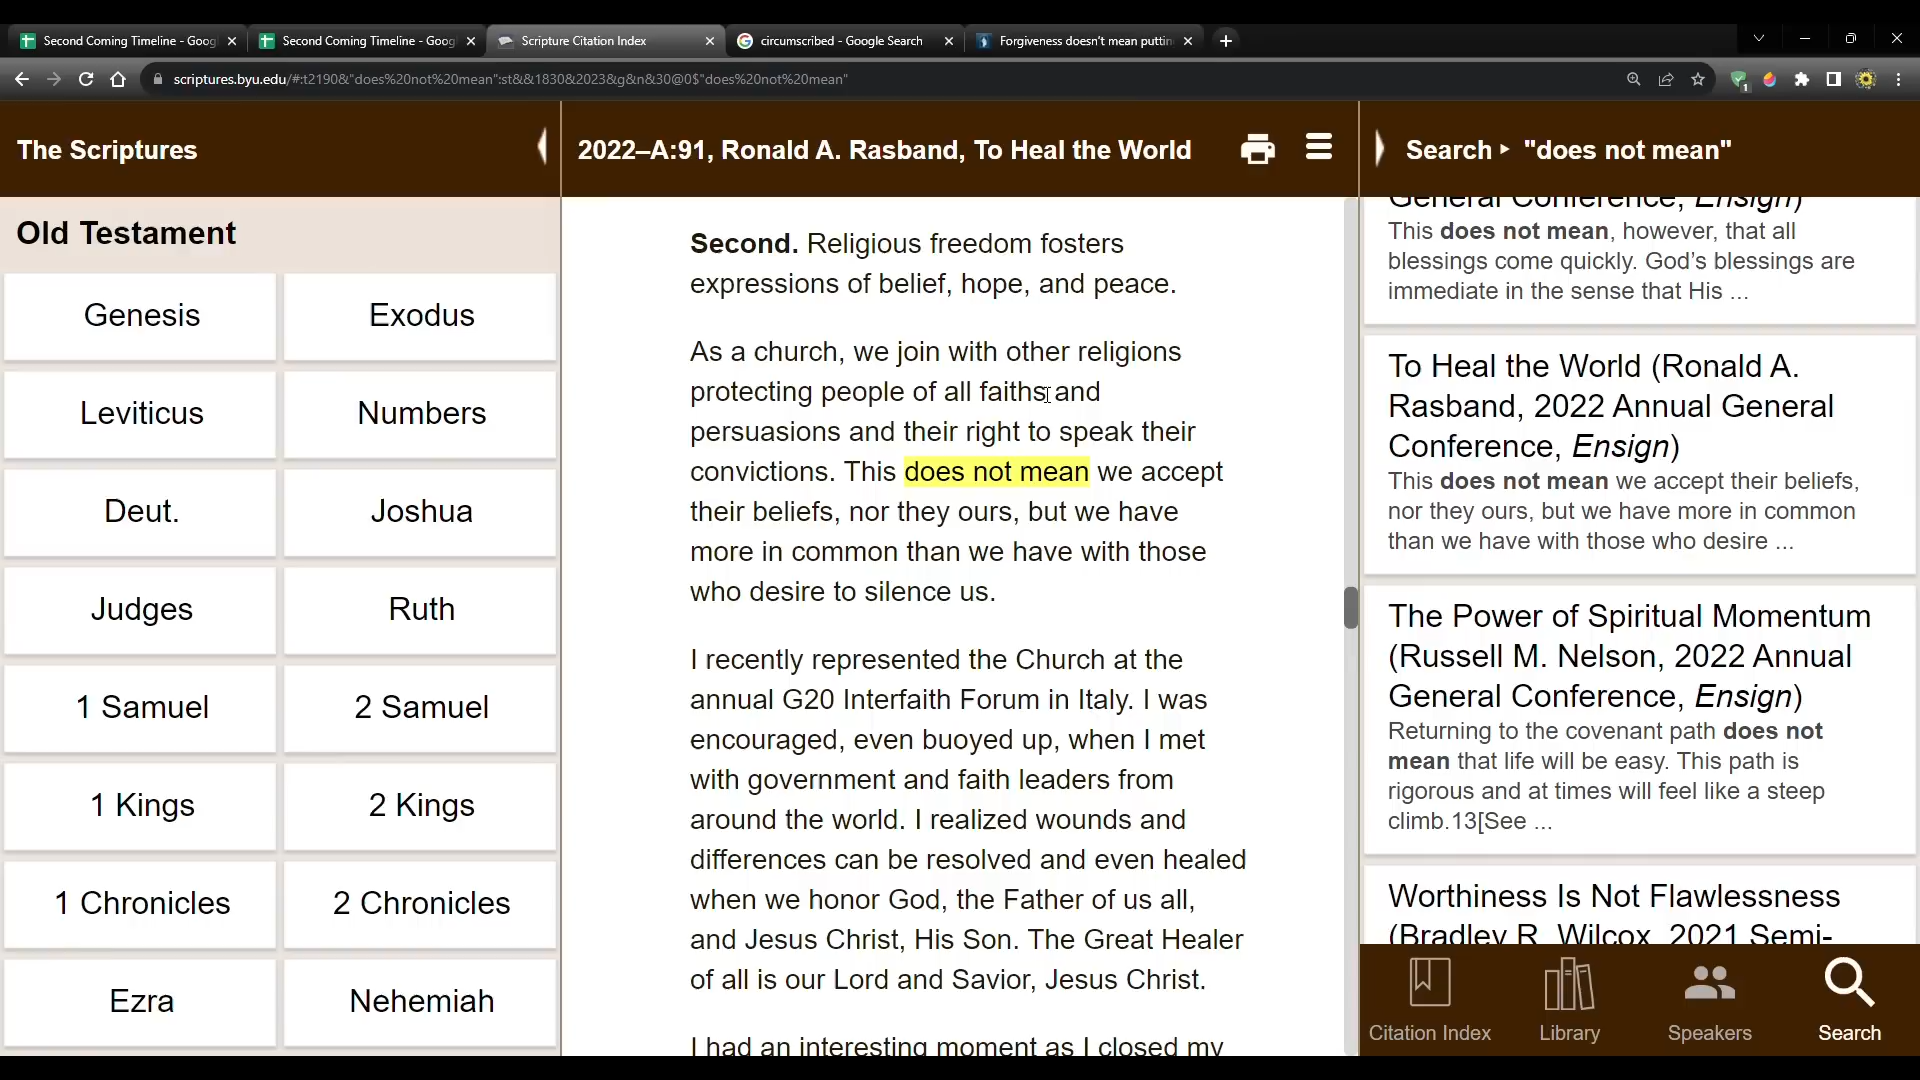 Second Coming Timeline - Goog
Second Coming Timeline - Goog
Scripture Citation Index
circumscribed - Google Search
Forgiveness doesn't mean puttin
scriptures.byu.edu/#:t2190&"does%20not%20mean":st&&1830&2023&g&n&30@0$"does%20not%20mean"
1
The Scriptures
2022–A:91, Ronald A. Rasband, To Heal the World
Search ▸ "does not mean"
Old Testament
Genesis
Exodus
Leviticus
Numbers
Deut.
Joshua
Judges
Ruth
1 Samuel
2 Samuel
1 Kings
2 Kings
1 Chronicles
2 Chronicles
Ezra
Nehemiah
Second. Religious freedom fosters
expressions of belief, hope, and peace.
As a church, we join with other religions
protecting people of all faiths and
persuasions and their right to speak their
convictions. This does not mean we accept
their beliefs, nor they ours, but we have
more in common than we have with those
who desire to silence us.
I recently represented the Church at the
annual G20 Interfaith Forum in Italy. I was
encouraged, even buoyed up, when I met
with government and faith leaders from
around the world. I realized wounds and
differences can be resolved and even healed
when we honor God, the Father of us all,
and Jesus Christ, His Son. The Great Healer
of all is our Lord and Savior, Jesus Christ.
I had an interesting moment as I closed my
General Conference, Ensign)
This does not mean, however, that all
blessings come quickly. God's blessings are
immediate in the sense that His ...
To Heal the World (Ronald A.
Rasband, 2022 Annual General
Conference, Ensign)
This does not mean we accept their beliefs,
nor they ours, but we have more in common
than we have with those who desire ...
The Power of Spiritual Momentum
(Russell M. Nelson, 2022 Annual
General Conference, Ensign)
Returning to the covenant path does not
mean that life will be easy. This path is
rigorous and at times will feel like a steep
climb.13[See ...
Worthiness Is Not Flawlessness
(Bradley R. Wilcox, 2021 Semi-
Citation Index
Library
Speakers
Search